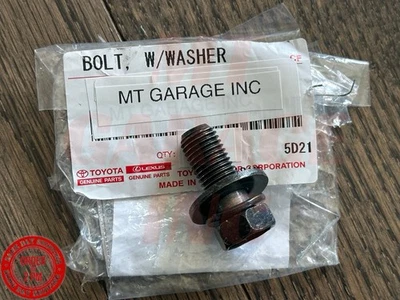 BOLT, W/WASHER
MT GARAGE INC
QTY:
5D21
TOYOTA LEXUS CORPORATION
GENUINE PARTS GENUINE PARTS
MADE IN